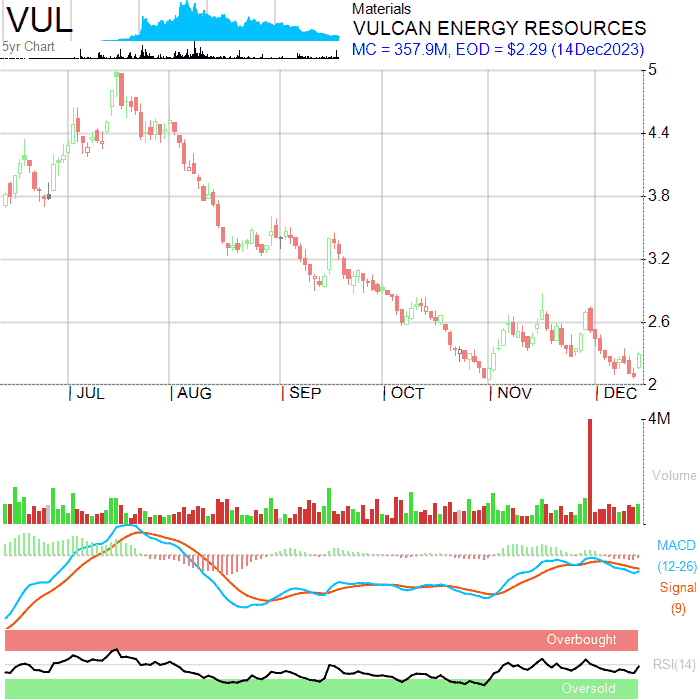 VUL
5yr Chart
Materials
VULCAN ENERGY RESOURCES
MC = 357.9M, EOD = $2.29 (14Dec2023)
5
4.4
3.8
3.2
2.6
2
JUL AUG SEP OCT NOV DEC
4M
Volume
MACD
(12-26)
Signal
(9)
Overbought
RSI(14)
Oversold